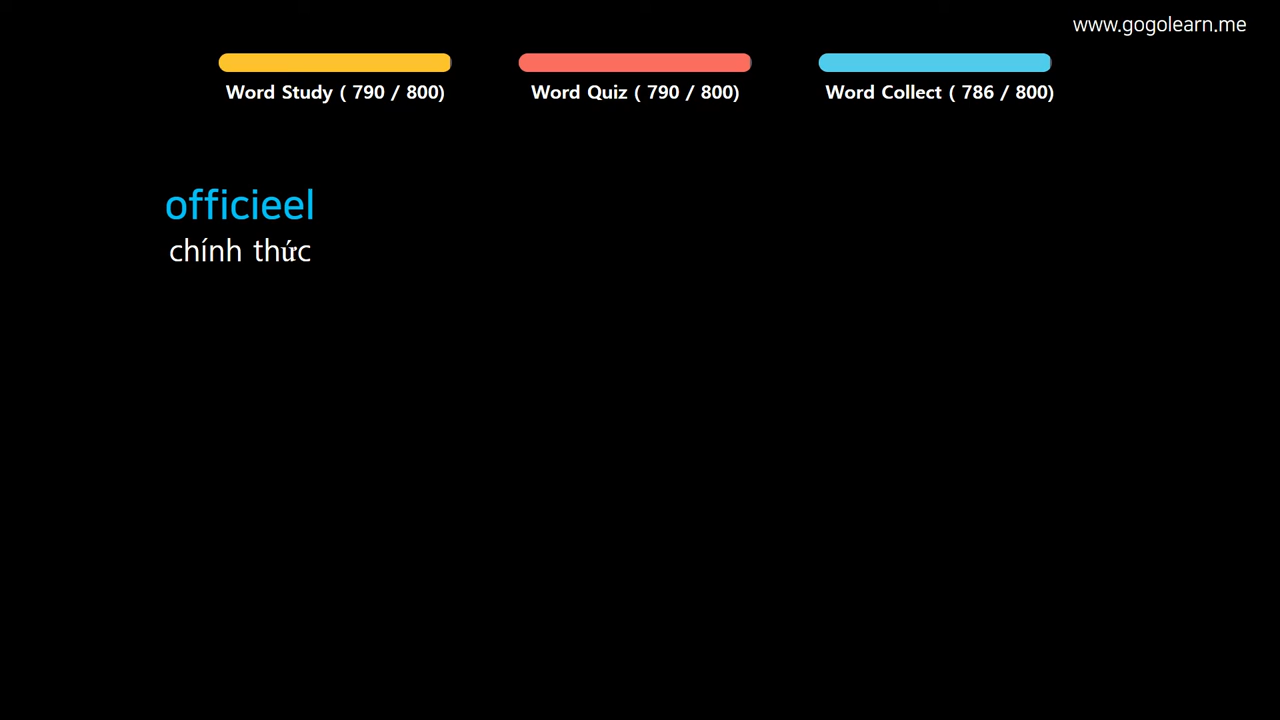 www.gogolearn.me
Word Study ( 790 / 800)
Word Quiz ( 790 / 800)
Word Collect ( 786 / 800)
officieel
chính thức